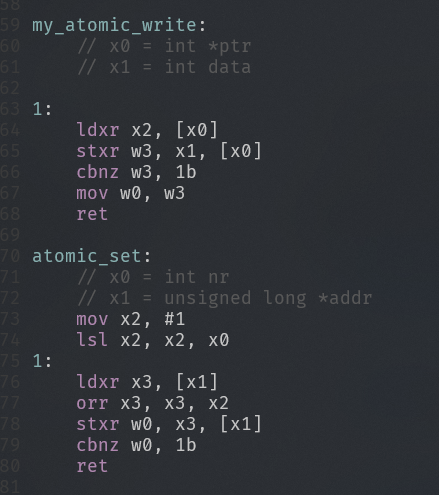 58
59 my_atomic_write:
60     // x0 = int *ptr
61     // x1 = int data
62
63 1:
64     ldxr x2, [x0]
65     stxr w3, x1, [x0]
66     cbnz w3, 1b
67     mov w0, w3
68     ret
69
70 atomic_set:
71     // x0 = int nr
72     // x1 = unsigned long *addr
73     mov x2, #1
74     lsl x2, x2, x0
75 1:
76     ldxr x3, [x1]
77     orr x3, x3, x2
78     stxr w0, x3, [x1]
79     cbnz w0, 1b
80     ret
81